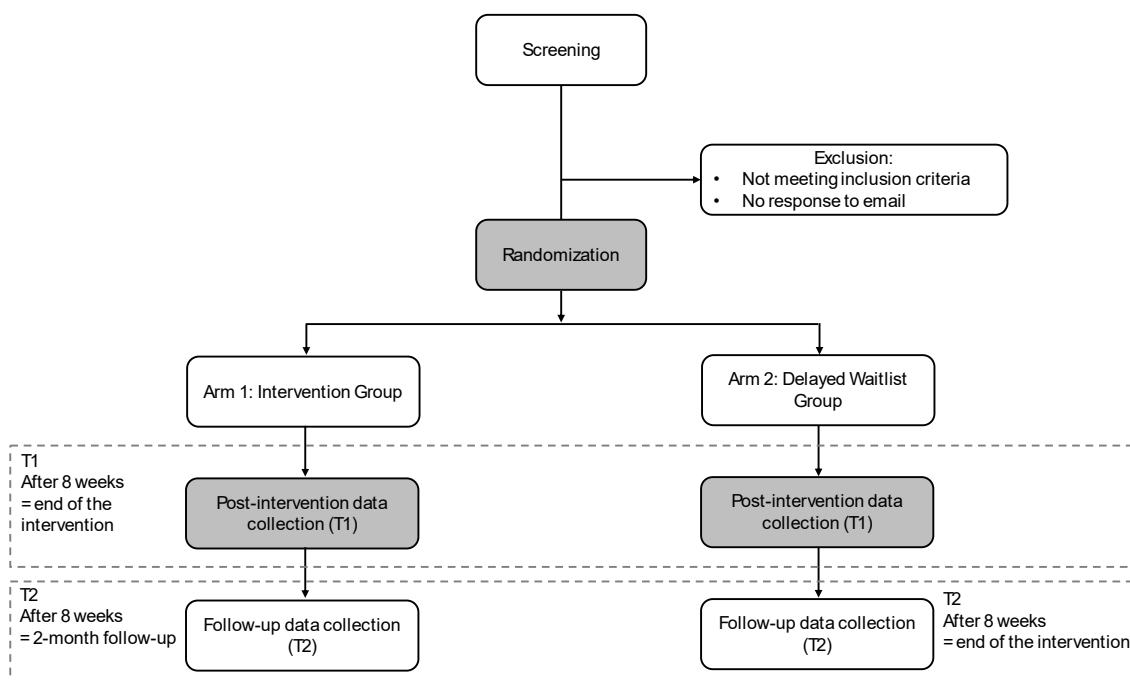 Screening
Exclusion:
• Not meeting inclusion criteria
• No response to email
Randomization
Arm 1: Intervention Group
Arm 2: Delayed Waitlist
Group
T1
After 8 weeks
= end of the
intervention
Post-intervention data
collection (T1)
Post-intervention data
collection (T1)
T2
After 8 weeks
= 2-month follow-up
Follow-up data collection
(T2)
Follow-up data collection
(T2)
T2
After 8 weeks
= end of the intervention